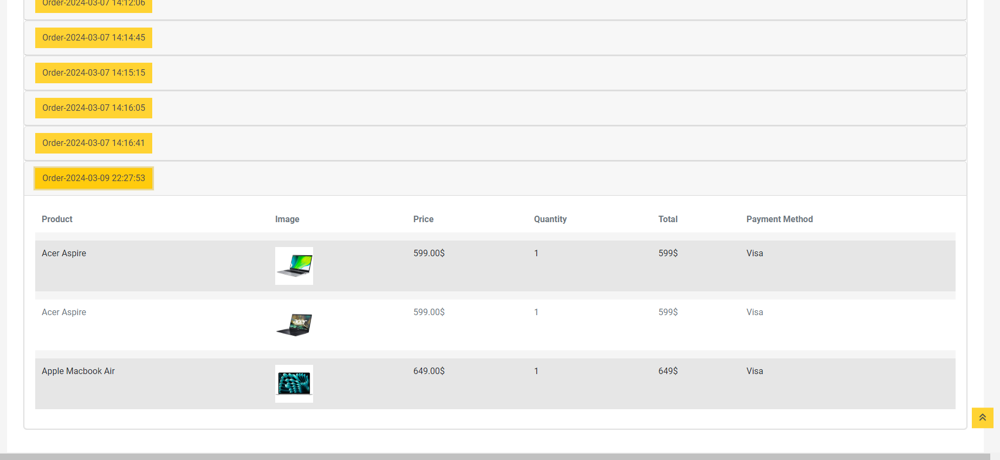 Order-2024-03-07 14:12:06
Order-2024-03-07 14:14:45
Order-2024-03-07 14:15:15
Order-2024-03-07 14:16:05
Order-2024-03-07 14:16:41
Order-2024-03-09 22:27:53
Product Image Price Quantity Total Payment Method
Acer Aspire 599.00$ 1 599$ Visa
Acer Aspire 599.00$ 1 599$ Visa
acer
Apple Macbook Air 649.00$ 1 649$ Visa